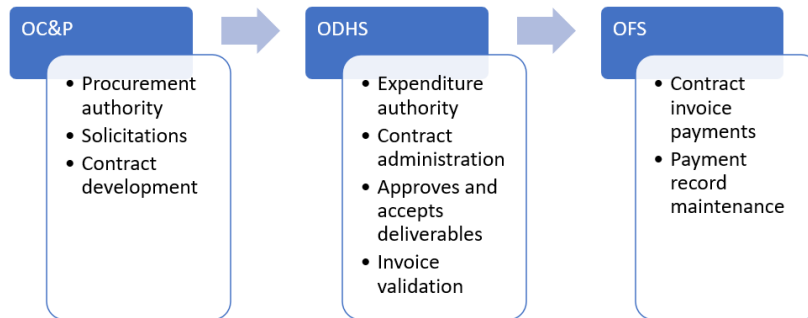 OC&P
• Procurement
authority
• Solicitations
• Contract
development
ODHS
• Expenditure
authority
• Contract
administration
• Approves and
accepts
deliverables
• Invoice
validation
OFS
• Contract
invoice
payments
• Payment
record
maintenance